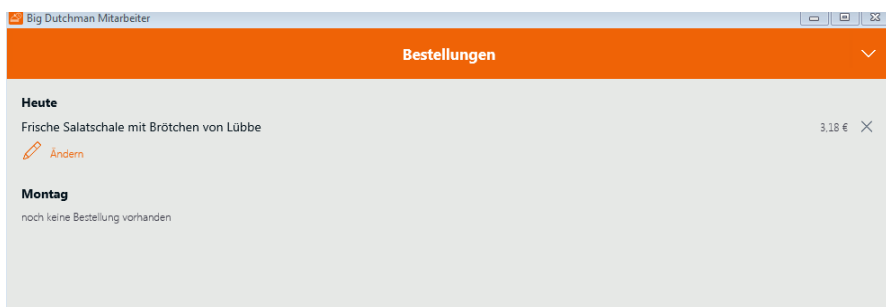 Big Dutchman Mitarbeiter
Bestellungen
Heute
Frische Salatschale mit Brötchen von Lübbe 3,18 €
Ändern
Montag
noch keine Bestellung vorhanden